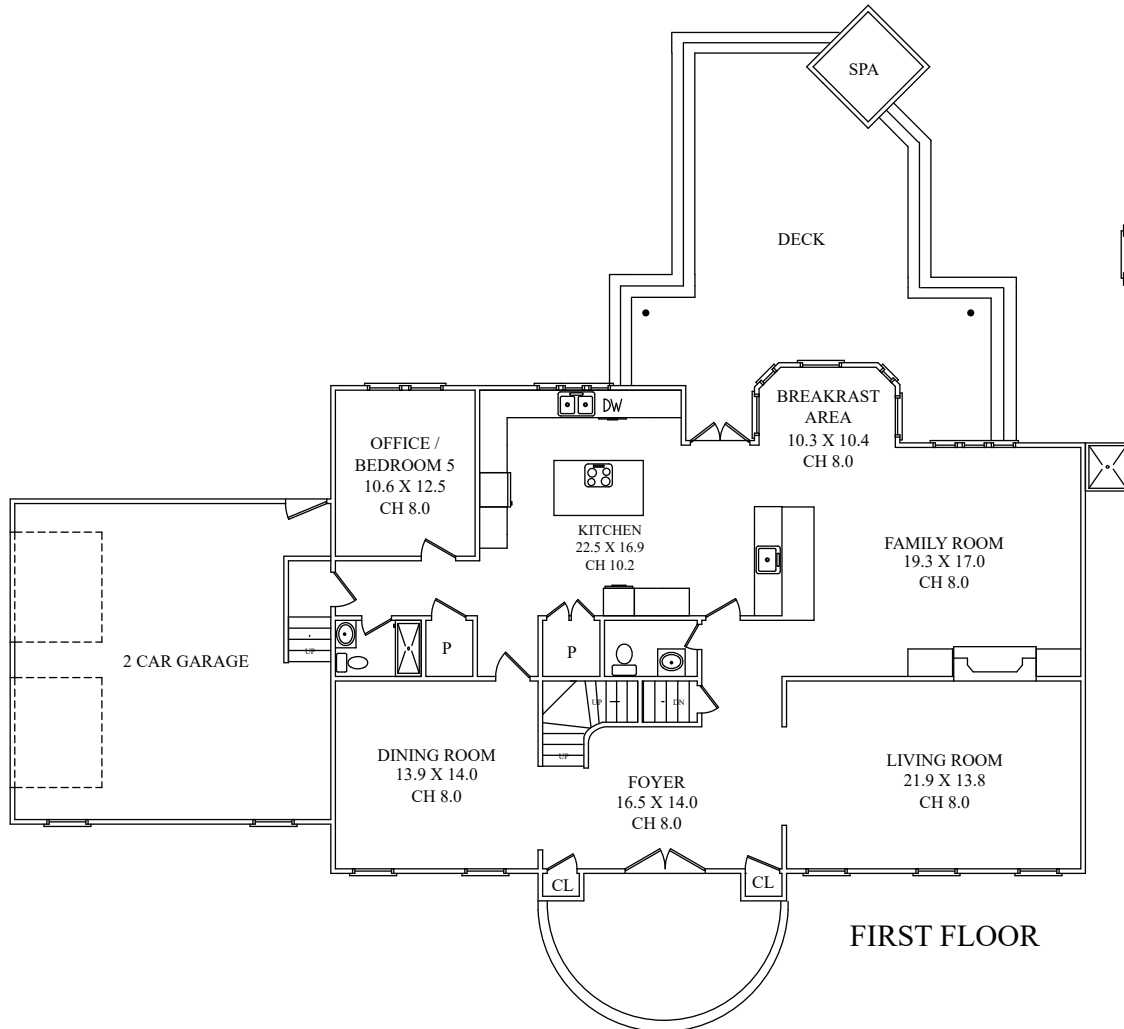 SPA
DECK
BREAKRAST
AREA
10.3 X 10.4
CH 8.0
DW
OFFICE /
BEDROOM 5
10.6 X 12.5
CH 8.0
KITCHEN
22.5 X 16.9
CH 10.2
FAMILY ROOM
19.3 X 17.0
CH 8.0
2 CAR GARAGE
UP
P
P
UP
DN
UP
DINING ROOM
13.9 X 14.0
CH 8.0
FOYER
16.5 X 14.0
CH 8.0
LIVING ROOM
21.9 X 13.8
CH 8.0
CL
CL
FIRST FLOOR